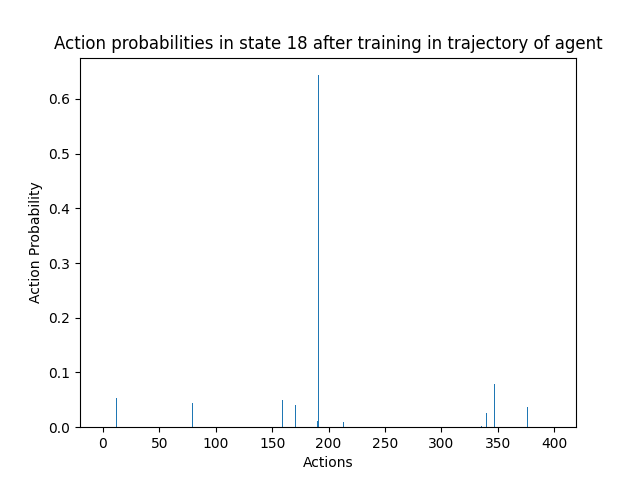 Action probabilities in state 18 after training in trajectory of agent
0.6
0.5
0.4
0.3
0.2
0.1
0.0
Action Probability
0 50 100 150 200 250 300 350 400
Actions